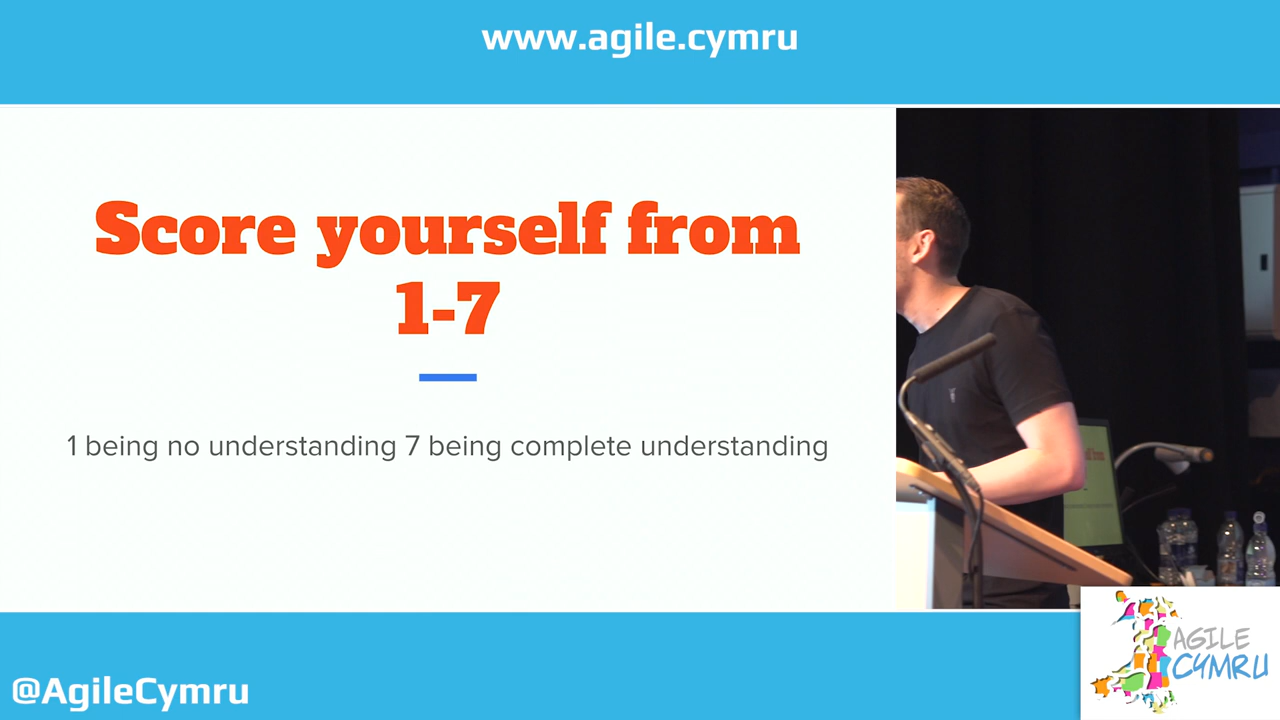 www.agile.cymru
Score yourself from
1-7
1 being no understanding 7 being complete understanding
@AgileCymru
AGILE
CYMRU